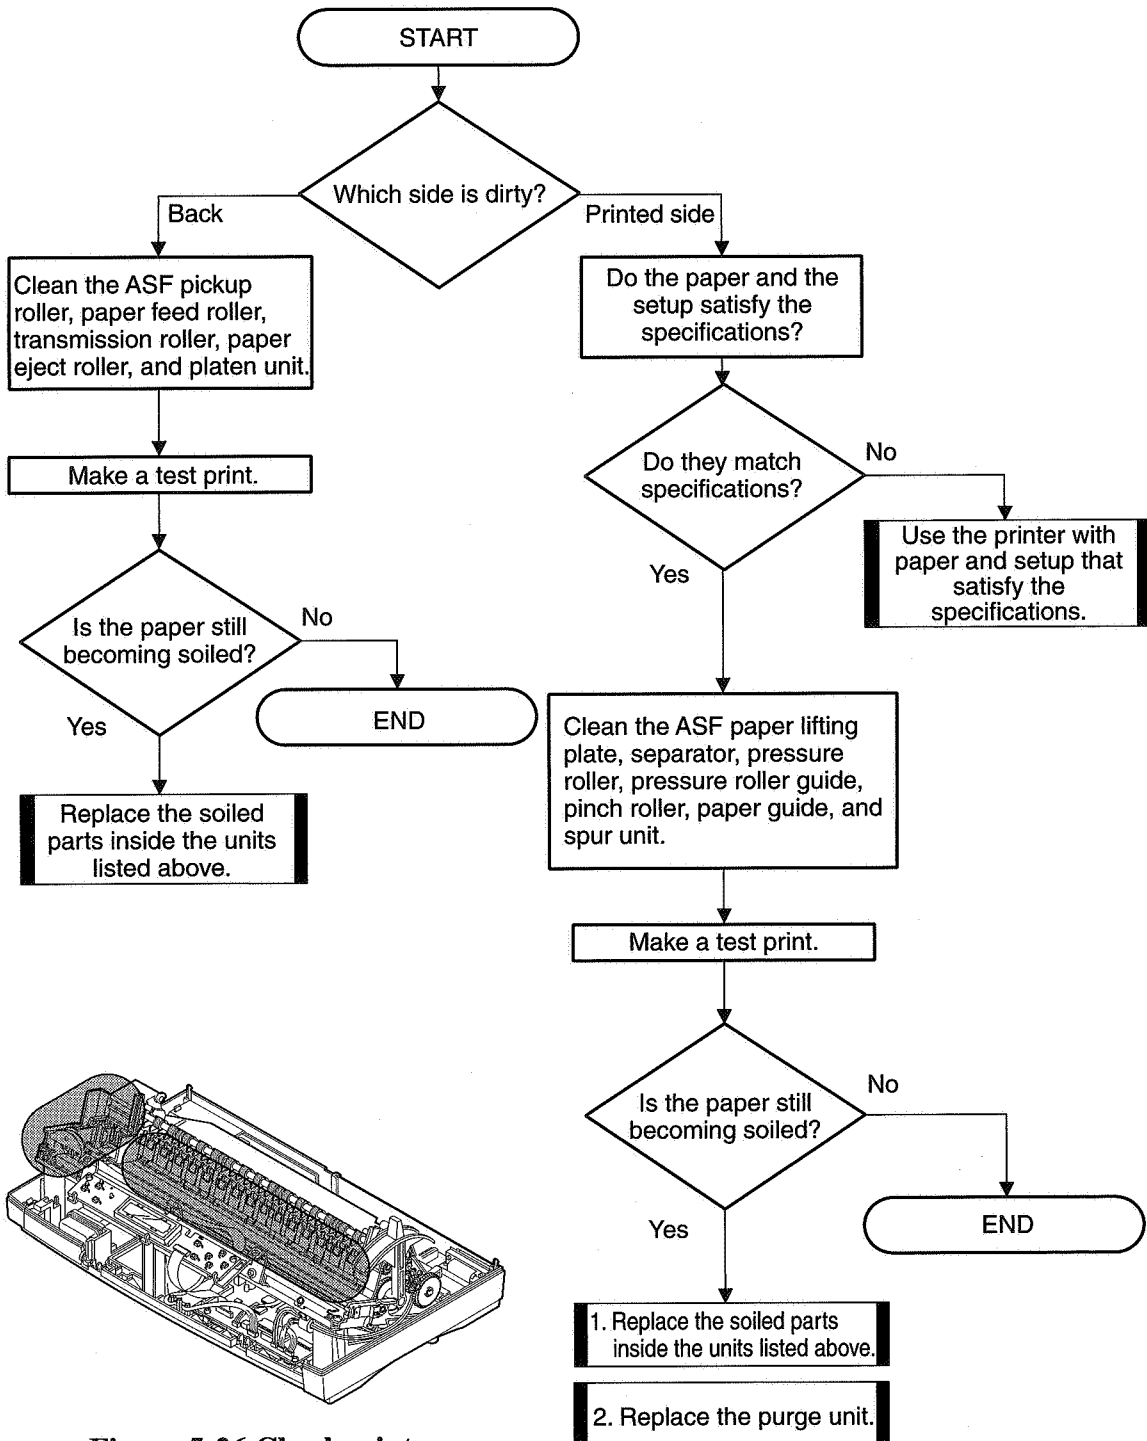 START
Which side is dirty?
Back
Printed side
Clean the ASF pickup
roller, paper feed roller,
transmission roller, paper
eject roller, and platen unit.
Do the paper and the
setup satisfy the
specifications?
Make a test print.
Do they match
specifications?
No
Use the printer with
paper and setup that
satisfy the
specifications.
Yes
Is the paper still
becoming soiled?
No
END
Yes
Replace the soiled
parts inside the units
listed above.
Clean the ASF paper lifting
plate, separator, pressure
roller, pressure roller guide,
pinch roller, paper guide, and
spur unit.
Make a test print.
Is the paper still
becoming soiled?
No
END
Yes
1. Replace the soiled parts
inside the units listed above.
2. Replace the purge unit.